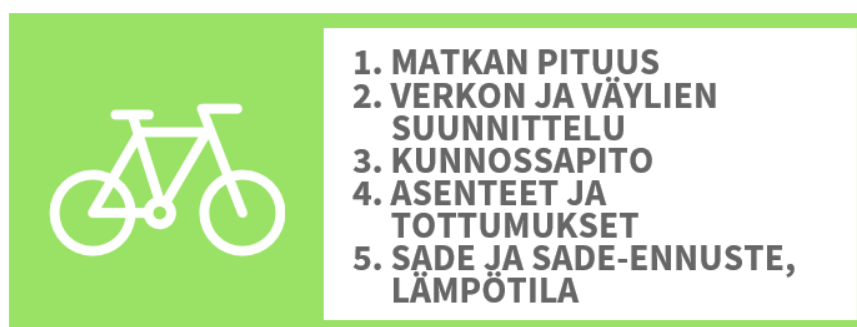 1. MATKAN PITUUS
2. VERKON JA VÄYLIEN
SUUNNITTELU
3. KUNNOSSAPITO
4. ASENTEET JA
TOTTUMUKSET
5. SADE JA SADE-ENNUSTE,
LÄMPÖTILA